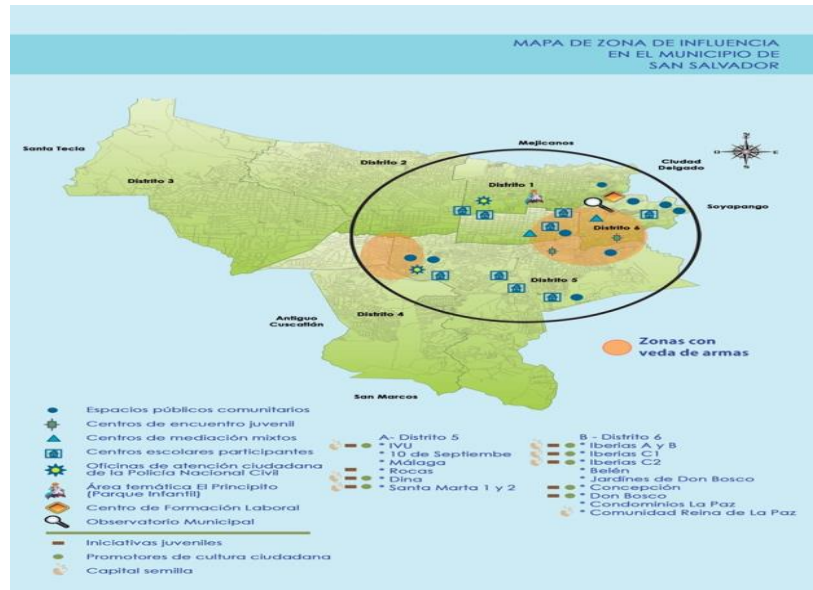 MAPA DE ZONA DE INFLUENCIA
EN EL MUNICIPIO DE
SAN SALVADOR
Santa Tecla
Mejicanos
Ciudad
Delgado
Distrito 2
Distrito 3
Distrito 1
Soyapango
Distrito 6
Distrito 5
Antiguo
Cuscatlán
Distrito 4
Zonas con
veda de armas
San Marcos
Espacios públicos comunitarios
Centros de encuentro juvenil
Centros de mediación mixtos
Centros escolares participantes
Oficinas de atención ciudadana
de la Policía Nacional Civil
Área temática El Principito
(Parque Infantil)
Centro de Formación Laboral
Observatorio Municipal
Iniciativas juveniles
Promotores de cultura ciudadana
Capital semilla
A- Distrito 5
* IVU
* 10 de Septiembe
* Málaga
* Rocas
* Dina
* Santa Marta 1 y 2
B - Distrito 6
* Iberias A y B
* Iberias C1
* Iberias C2
* Belén
* Jardínes de Don Bosco
* Concepción
* Don Bosco
* Condominios La Paz
* Comunidad Reina de La Paz